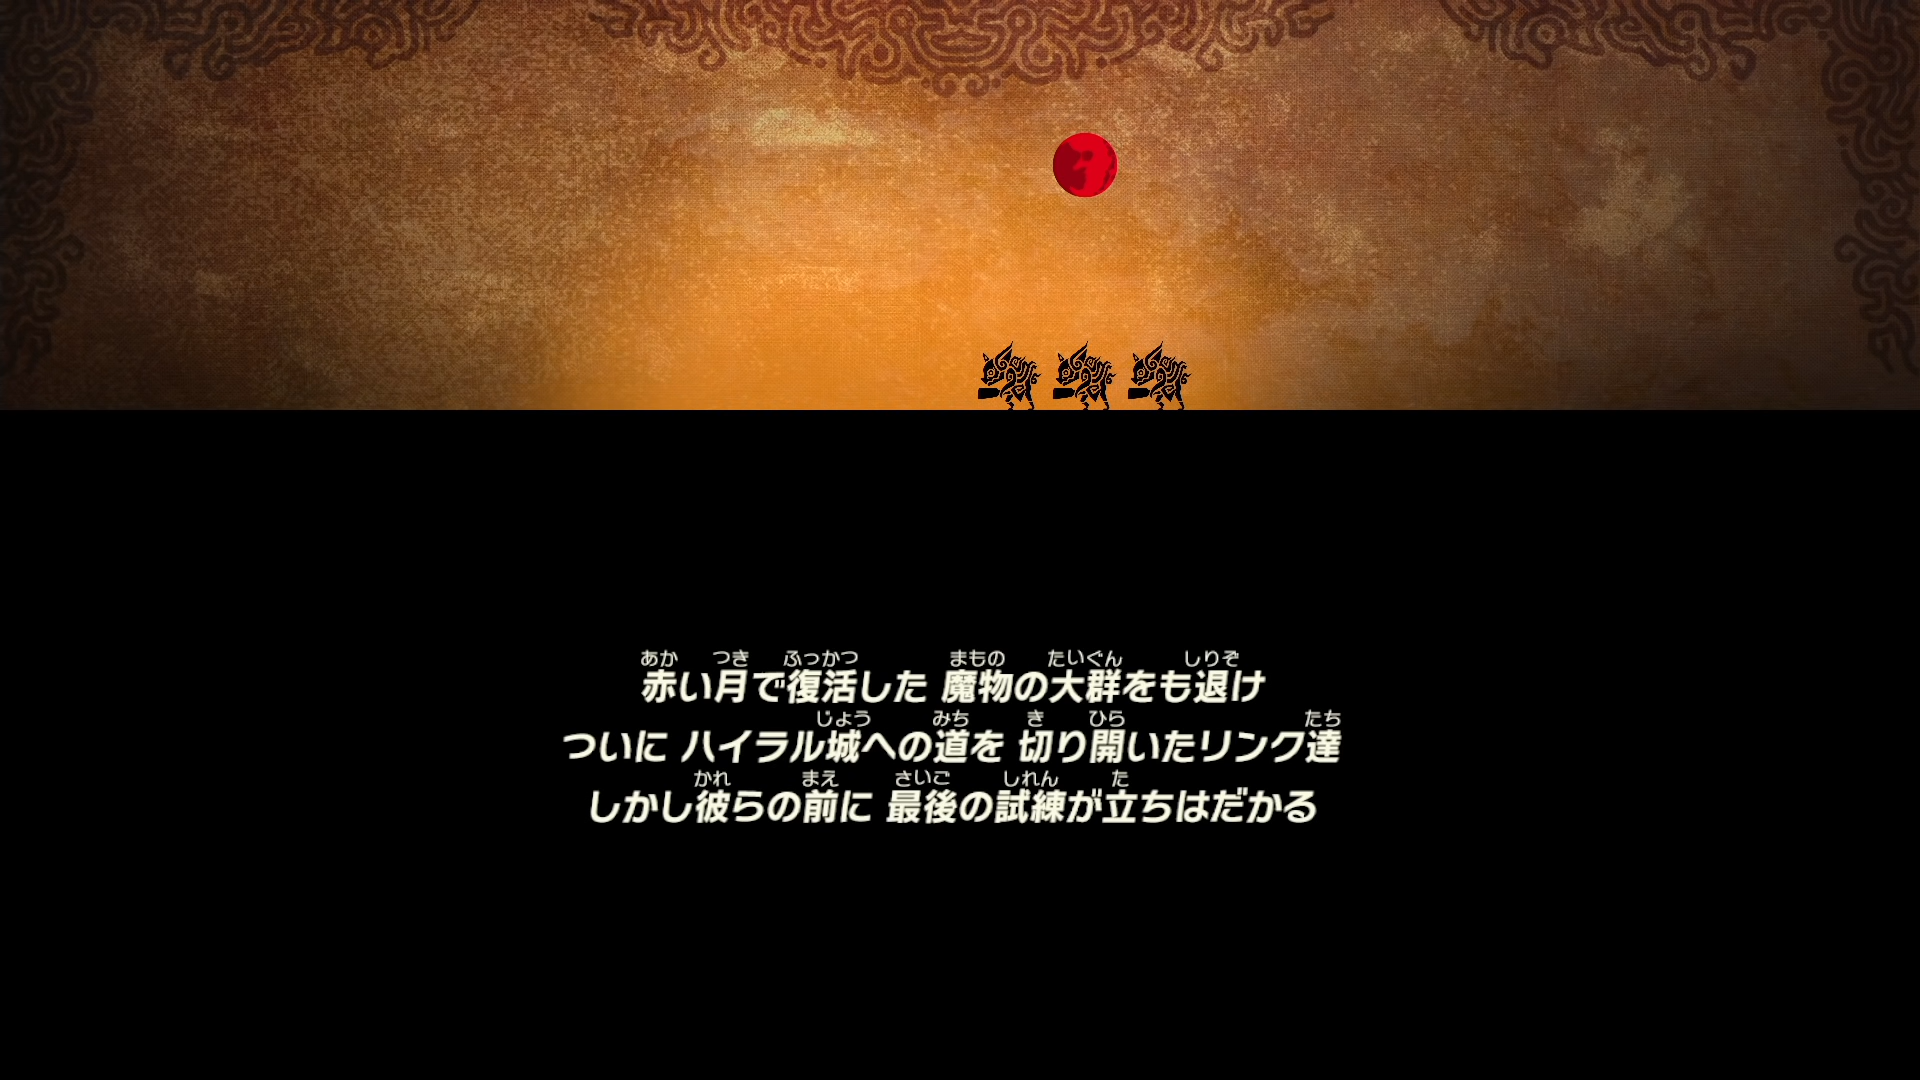 赤い月で復活した 魔物の大群をも退け
ついに ハイラル城への道を 切り開いたリンク達
しかし彼らの前に 最後の試練が立ちはだかる